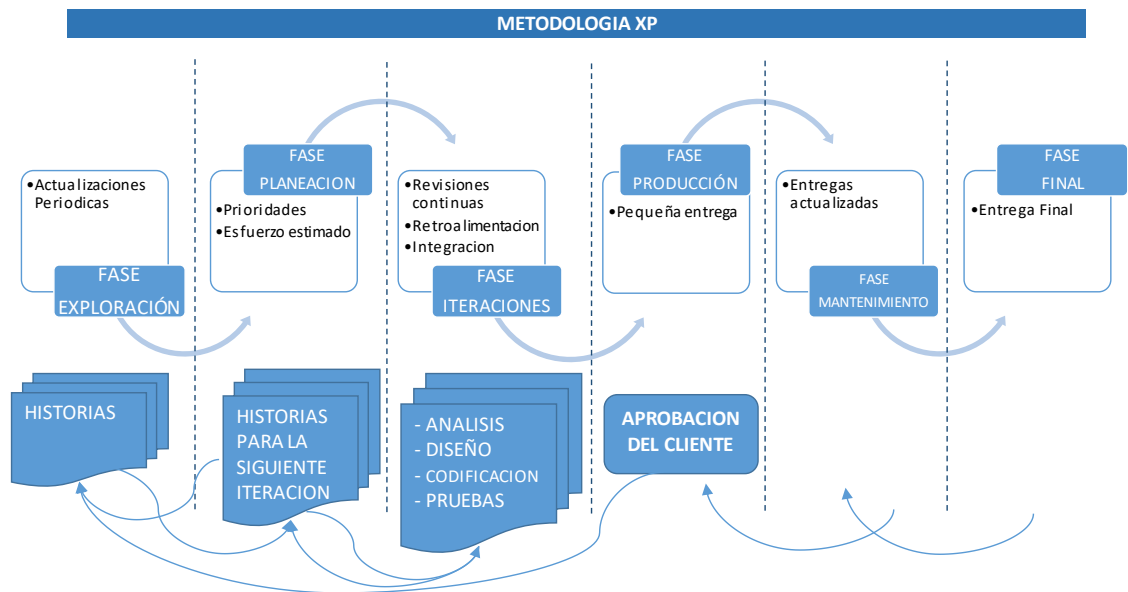 METODOLOGIA XP
•Actualizaciones
Periodicas
FASE
EXPLORACIÓN
FASE
PLANEACION
•Prioridades
•Esfuerzo estimado
•Revisiones
continuas
•Retroalimentacion
•Integracion
FASE
ITERACIONES
FASE
PRODUCCIÓN
•Pequeña entrega
•Entregas
actualizadas
FASE
MANTENIMIENTO
FASE
FINAL
•Entrega Final
HISTORIAS
HISTORIAS
PARA LA
SIGUIENTE
ITERACION
- ANALISIS
- DISEÑO
- CODIFICACION
- PRUEBAS
APROBACION
DEL CLIENTE